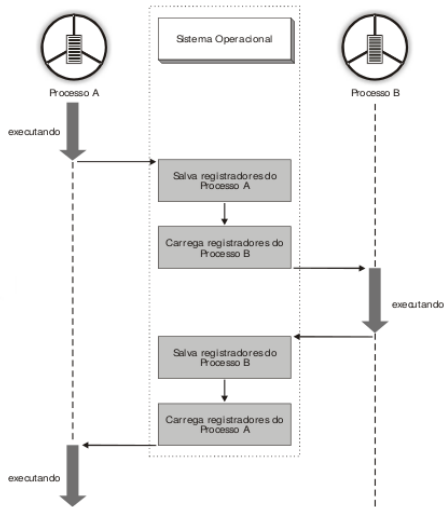 Sistema Operacional
Processo A
Processo B
executando
Salva registradores do
Processo A
Carrega registradores do
Processo B
executando
Salva registradores do
Processo B
Carrega registradores do
Processo A
executando